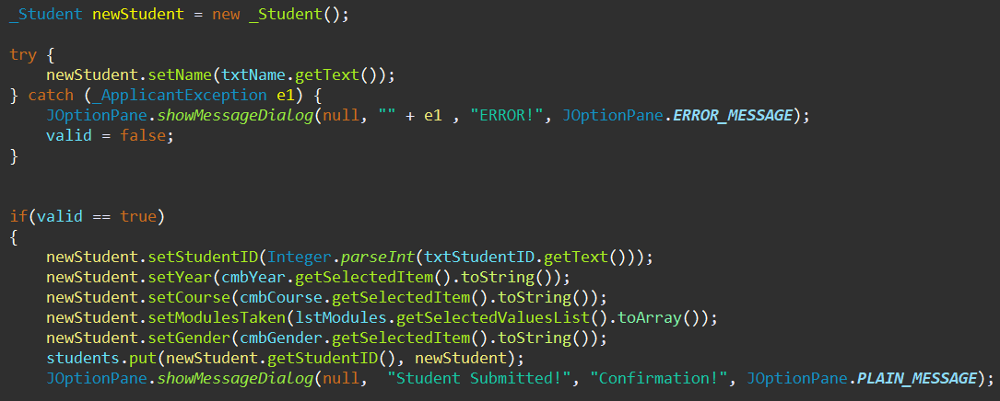 _Student newStudent = new _Student();
try {
newStudent.setName(txtName.getText());
} catch (_ApplicantException e1) {
JOptionPane.showMessageDialog(null, "" + e1 , "ERROR!", JOptionPane.ERROR_MESSAGE);
valid = false;
}
if(valid == true)
{
newStudent.setStudentID(Integer.parseInt(txtStudentID.getText()));
newStudent.setYear(cmbYear.getSelectedItem().toString());
newStudent.setCourse(cmbCourse.getSelectedItem().toString());
newStudent.setModulesTaken(lstModules.getSelectedValuesList().toArray());
newStudent.setGender(cmbGender.getSelectedItem().toString());
students.put(newStudent.getStudentID(), newStudent);
JOptionPane.showMessageDialog(null,  "Student Submitted!", "Confirmation!", JOptionPane.PLAIN_MESSAGE);